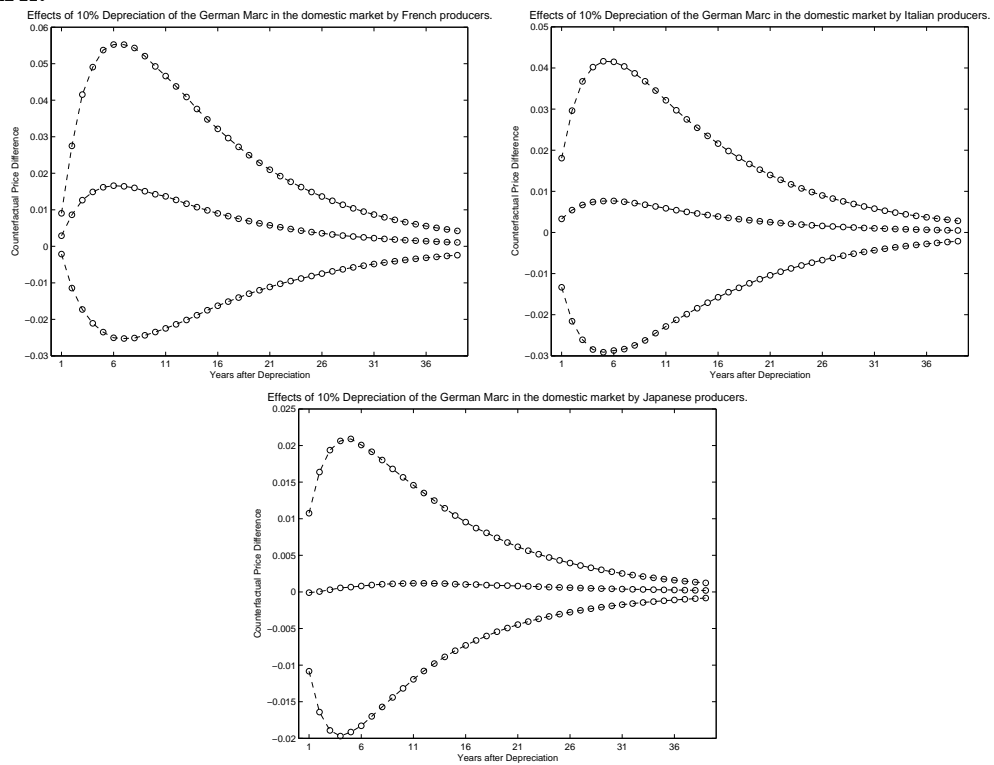 Effects of 10% Depreciation of the German Marc in the domestic market by French producers.
0.06
0.05
0.04
0.03
0.02
0.01
0
−0.01
−0.02
−0.03
Counterfactual Price Difference
1 6 11 16 21 26 31 36
Years after Depreciation
Effects of 10% Depreciation of the German Marc in the domestic market by Italian producers.
0.05
0.04
0.03
0.02
0.01
0
−0.01
−0.02
−0.03
Counterfactual Price Difference
1 6 11 16 21 26 31 36
Years after Depreciation
Effects of 10% Depreciation of the German Marc in the domestic market by Japanese producers.
0.025
0.02
0.015
0.01
0.005
0
−0.005
−0.01
−0.015
−0.02
Counterfactual Price Difference
1 6 11 16 21 26 31 36
Years after Depreciation